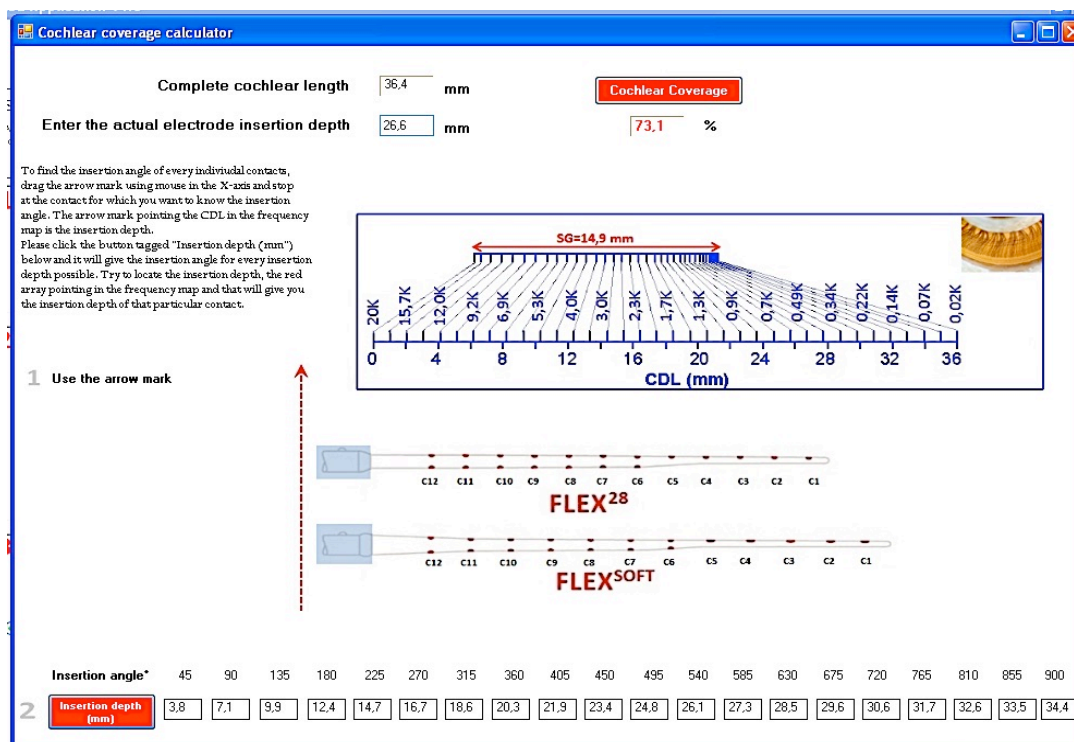 Cochlear coverage calculator
Complete cochlear length 36,4 mm Cochlear Coverage
Enter the actual electrode insertion depth 26,6 mm 73,1 %
To find the insertion angle of every indiviudal contacts,
drag the arrow mark using mouse in the X-axis and stop
at the contact for which you want to know the insertion
angle. The arrow mark pointing the CDL in the frequency
map is the insertion depth.
Please click the button tagged "Insertion depth (mm")
below and it will give the insertion angle for every insertion
depth possible. Try to locate the insertion depth, the red
array pointing in the frequency map and that will give you
the insertion depth of that particular contact.
SG=14,9 mm
20K 15,7K 12,0K 9,2K 6,9K 5,3K 4,0K 3,0K 2,3K 1,7K 1,3K 0,9K 0,7K 0,49K 0,34K 0,22K 0,14K 0,07K 0,02K
0 4 8 12 16 20 24 28 32 36
CDL (mm)
1 Use the arrow mark
C12 C11 C10 C9 C8 C7 C6 C5 C4 C3 C2 C1
FLEX28
C12 C11 C10 C9 C8 C7 C6 C5 C4 C3 C2 C1
FLEXSOFT
Insertion angle* 45 90 135 180 225 270 315 360 405 450 495 540 585 630 675 720 765 810 855 900
2 Insertion depth (mm) 3,8 7,1 9,9 12,4 14,7 16,7 18,6 20,3 21,9 23,4 24,8 26,1 27,3 28,5 29,6 30,6 31,7 32,6 33,5 34,4